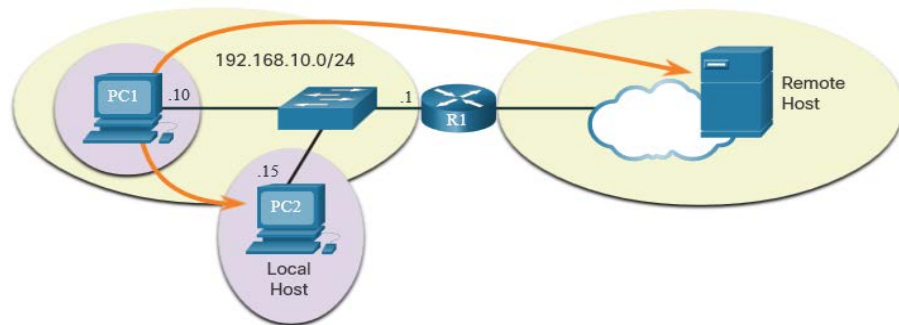 192.168.10.0/24
PC1
.10
.1
R1
Remote
Host
.15
PC2
Local
Host